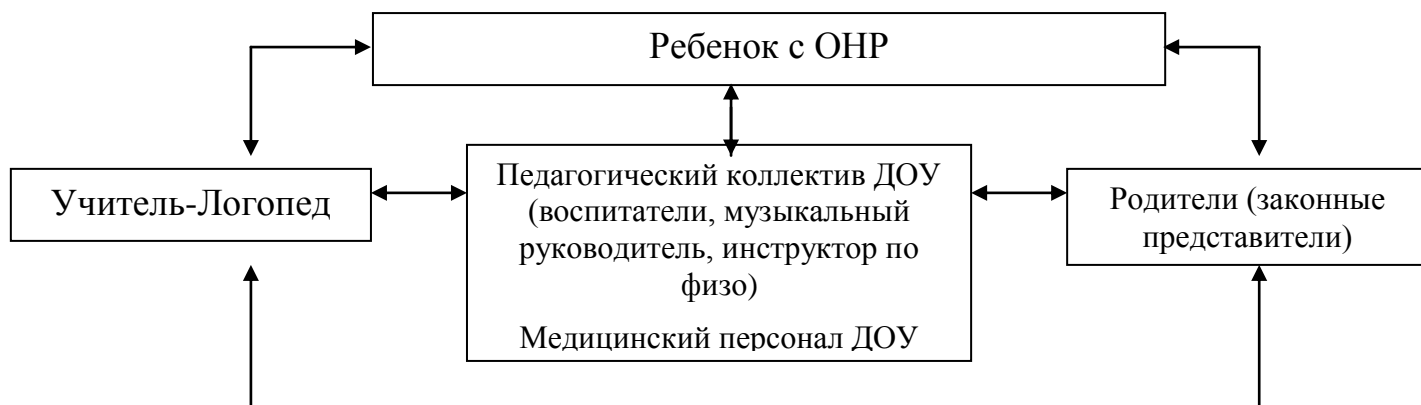 Ребенок с ОНР
Учитель-Логопед
Педагогический коллектив ДОУ
(воспитатели, музыкальный
руководитель, инструктор по
физо)
Медицинский персонал ДОУ
Родители (законные
представители)